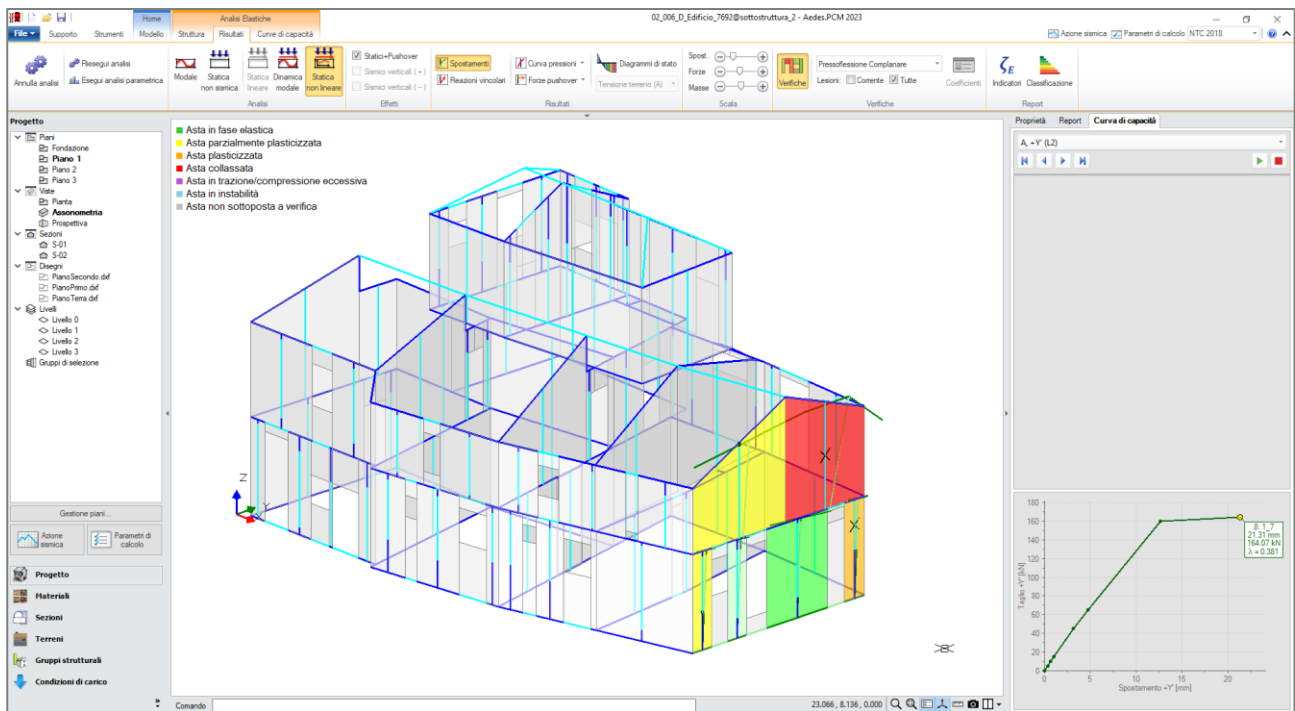 02_006_D_Edificio_7692@sottostruttura_2 - Aedes.PCM 2023
Home
Analisi Elastiche
File
Supporto
Strumenti
Modello
Struttura
Risultati
Curve di capacità
Azione sismica
Parametri di calcolo
NTC 2018
Annulla analisi
Riesegui analisi
Esegui analisi parametrica
Modale
Statica non sismica
Statica lineare
Dinamica modale
Statica non lineare
Analisi
Statici+Pushover
Sismici verticali (+)
Sismici verticali (-)
Effetti
Spostamenti
Reazioni vincolari
Curva pressioni
Forze pushover
Diagrammi di stato
Tensione terreno (A)
Risultati
Spost.
Forze
Masse
Scala
Verifiche
Pressoflessione Complanare
Lesioni:
Corrente
Tutte
Coefficienti
Verifiche
Indicatori
Classificazione
Report
Progetto
Piani
Fondazione
Piano 1
Piano 2
Piano 3
Viste
Pianta
Assonometria
Prospettiva
Sezioni
S-01
S-02
Disegni
PianoSecondo.dxf
PianoPrimo.dxf
PianoTerra.dxf
Livelli
Livello 0
Livello 1
Livello 2
Livello 3
Gruppi di selezione
Gestione piani...
Azione sismica
Parametri di calcolo
Progetto
Materiali
Sezioni
Terreni
Gruppi strutturali
Condizioni di carico
Asta in fase elastica
Asta parzialmente plasticizzata
Asta plasticizzata
Asta collassata
Asta in trazione/compressione eccessiva
Asta in instabilità
Asta non sottoposta a verifica
Z
Y
X
Comando
23.066, 8.136, 0.000
Proprietà
Report
Curva di capacità
A, +Y' (L2)
180
160
140
120
100
80
60
40
20
0
Taglio +Y' [kN]
0
5
10
15
20
Spostamento +Y' [mm]
8: 1_7
21.31 mm
164.07 kN
λ = 0.381